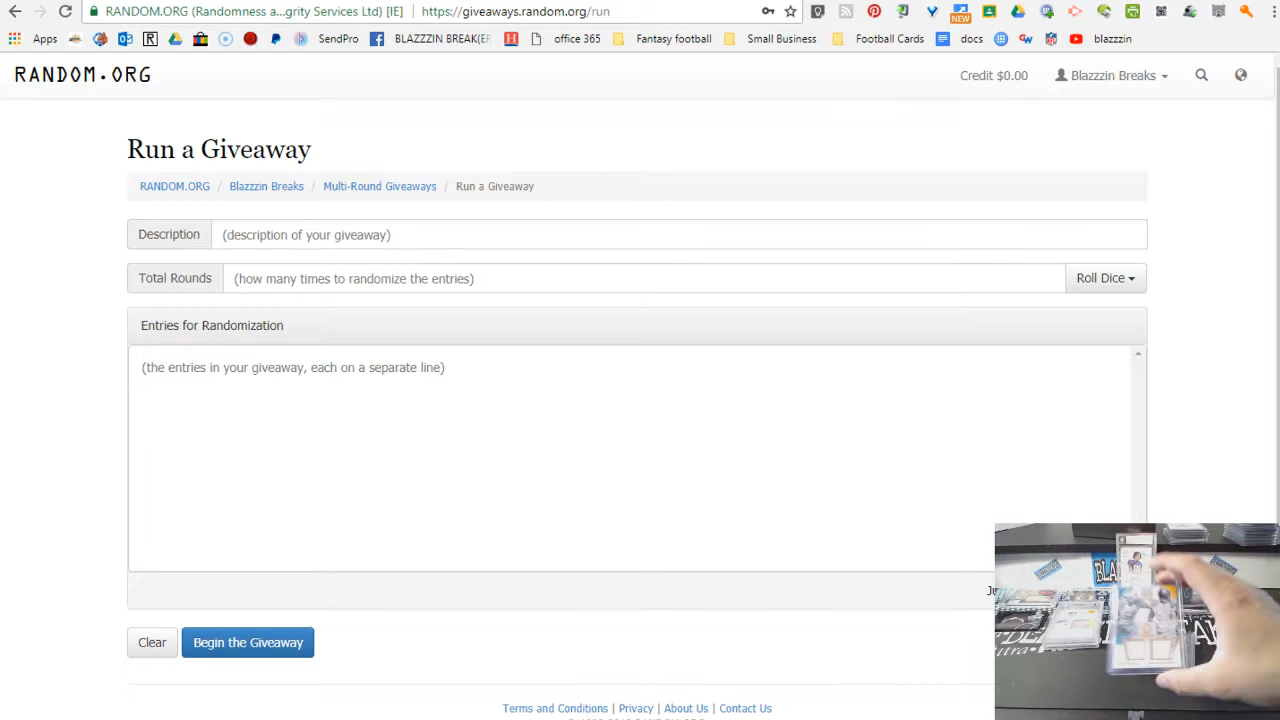 RANDOM.ORG (Randomness a...grity Services Ltd) [IE]
https://giveaways.random.org/run
NEW
Apps
SendPro
BLAZZZIN BREAK(ER
office 365
Fantasy football
Small Business
Football Cards
docs
blazzzin
RANDOM.ORG
Credit $0.00
Blazzzin Breaks
Run a Giveaway
RANDOM.ORG / Blazzzin Breaks / Multi-Round Giveaways / Run a Giveaway
Description
(description of your giveaway)
Total Rounds
(how many times to randomize the entries)
Roll Dice
Entries for Randomization
(the entries in your giveaway, each on a separate line)
Clear
Begin the Giveaway
Terms and Conditions | Privacy | About Us | Contact Us